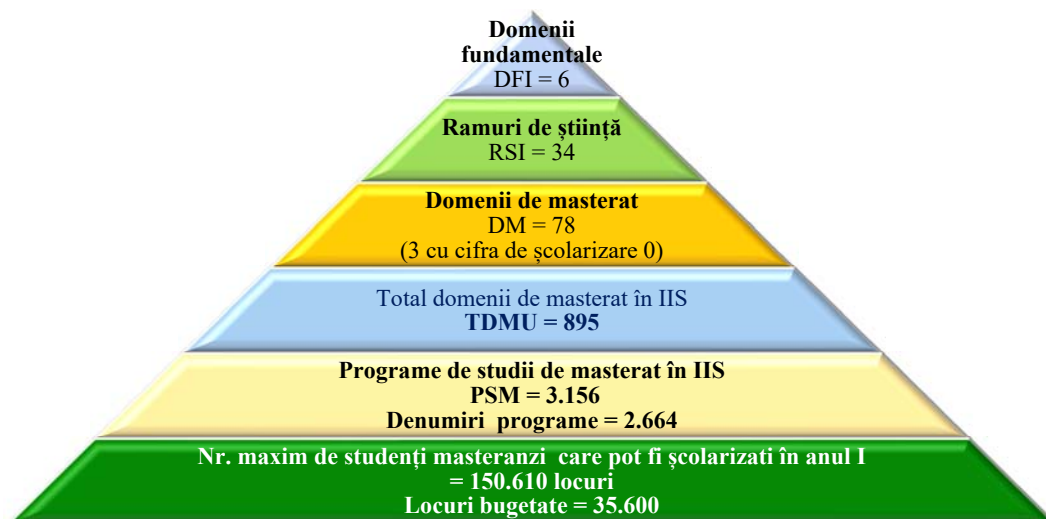 Domenii
fundamentale
DFI = 6
Ramuri de știință
RSI = 34
Domenii de masterat
DM = 78
(3 cu cifra de școlarizare 0)
Total domenii de masterat în IIS
TDMU = 895
Programe de studii de masterat în IIS
PSM = 3.156
Denumiri programe = 2.664
Nr. maxim de studenți masteranzi care pot fi școlarizati în anul I
= 150.610 locuri
Locuri bugetate = 35.600